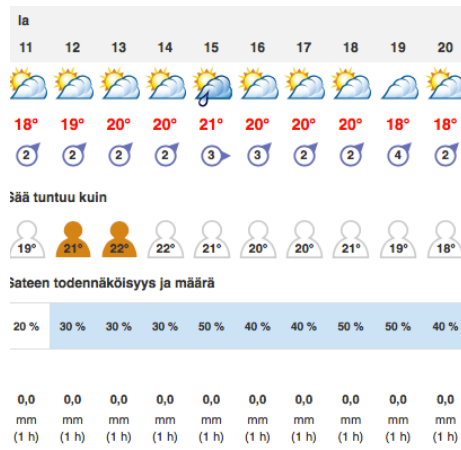 la
11 12 13 14 15 16 17 18 19 20
18° 19° 20° 20° 21° 20° 20° 20° 18° 18°
2 2 2 2 3 3 2 2 4 2
Sää tuntuu kuin
19° 21° 22° 22° 21° 20° 20° 21° 19° 18°
Sateen todennäköisyys ja määrä
20 % 30 % 30 % 30 % 50 % 40 % 40 % 50 % 50 % 40 %
0,0 0,0 0,0 0,0 0,0 0,0 0,0 0,0 0,0 0,0
mm mm mm mm mm mm mm mm mm mm
(1 h) (1 h) (1 h) (1 h) (1 h) (1 h) (1 h) (1 h) (1 h) (1 h)